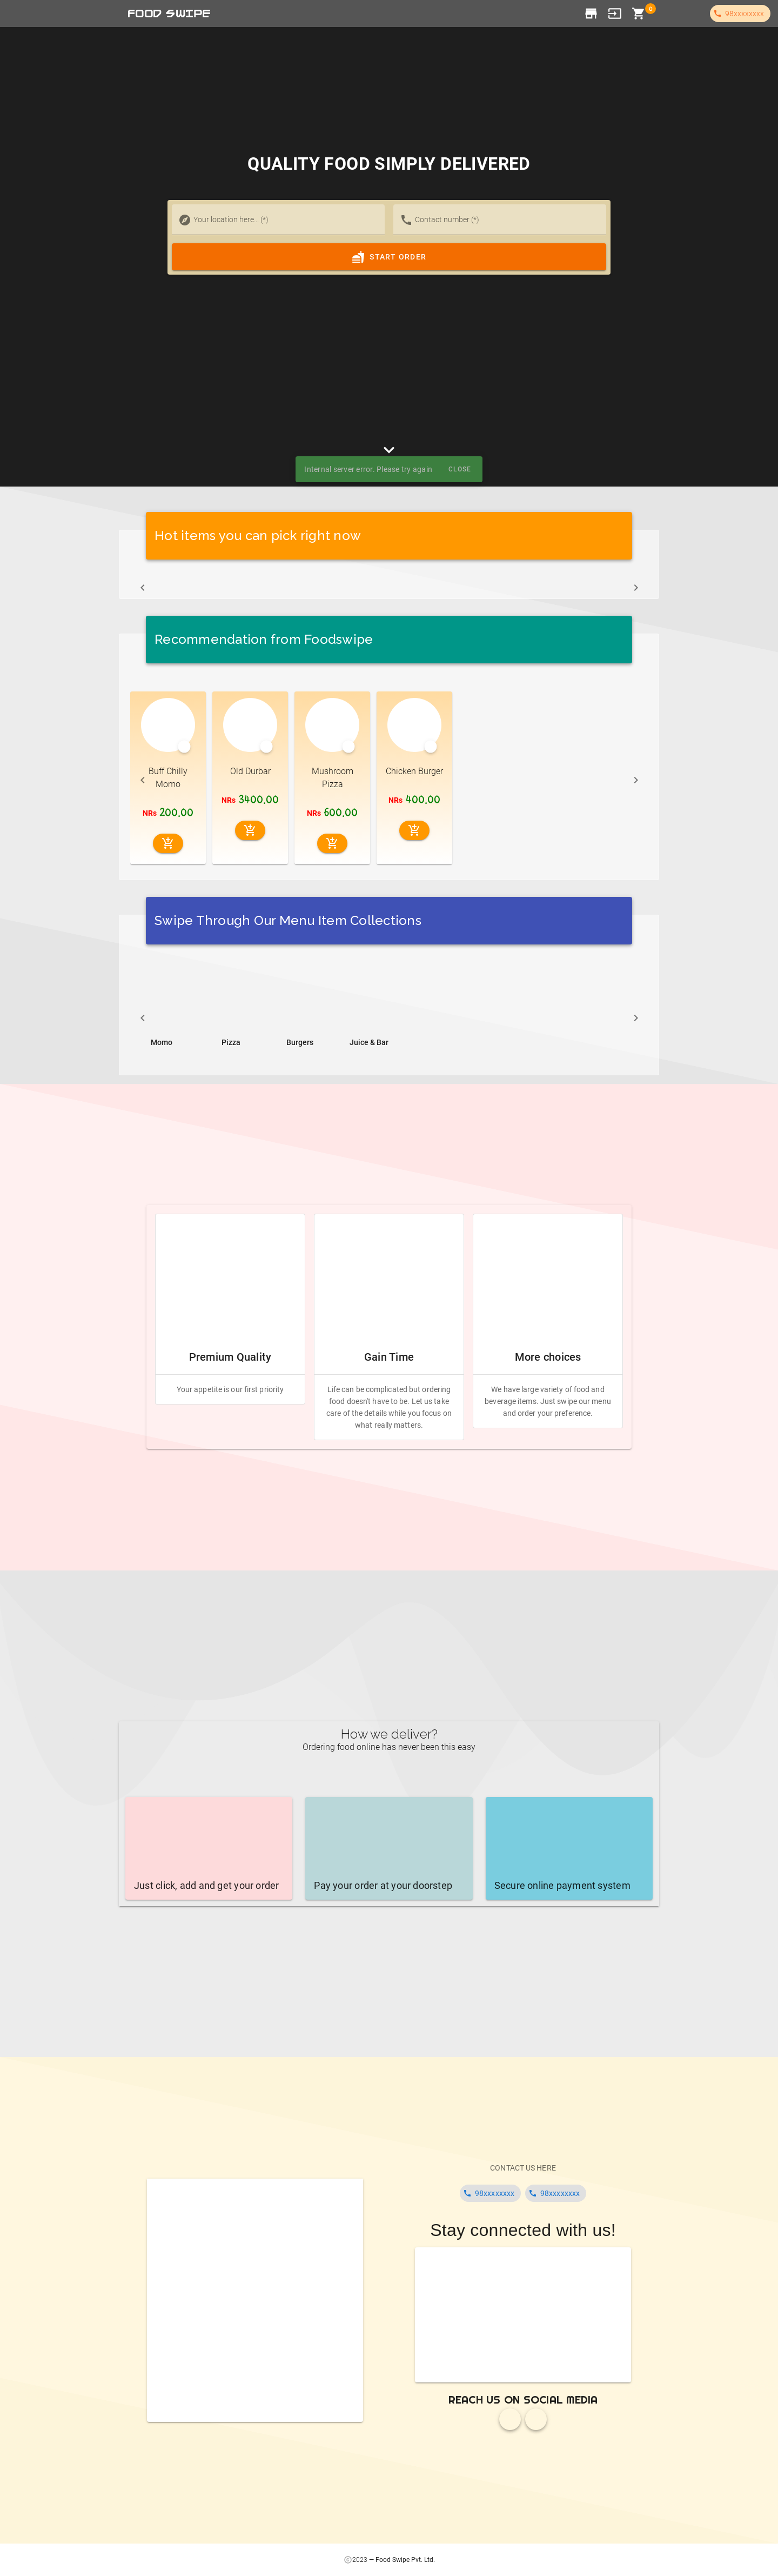 FOOD SWIPE
0
98xxxxxxxx
QUALITY FOOD SIMPLY DELIVERED
Your location here... (*)
Contact number (*)
START ORDER
Internal server error. Please try again
CLOSE
Hot items you can pick right now
Recommendation from Foodswipe
Buff Chilly
Momo
NRs 200.00
Old Durbar
NRs 3400.00
Mushroom
Pizza
NRs 600.00
Chicken Burger
NRs 400.00
Swipe Through Our Menu Item Collections
Momo
Pizza
Burgers
Juice & Bar
Premium Quality
Your appetite is our first priority
Gain Time
Life can be complicated but ordering
food doesn't have to be. Let us take
care of the details while you focus on
what really matters.
More choices
We have large variety of food and
beverage items. Just swipe our menu
and order your preference.
How we deliver?
Ordering food online has never been this easy
Just click, add and get your order
Pay your order at your doorstep
Secure online payment system
CONTACT US HERE
98xxxxxxxx
98xxxxxxxx
Stay connected with us!
REACH US ON SOCIAL MEDIA
©2023 — Food Swipe Pvt. Ltd.